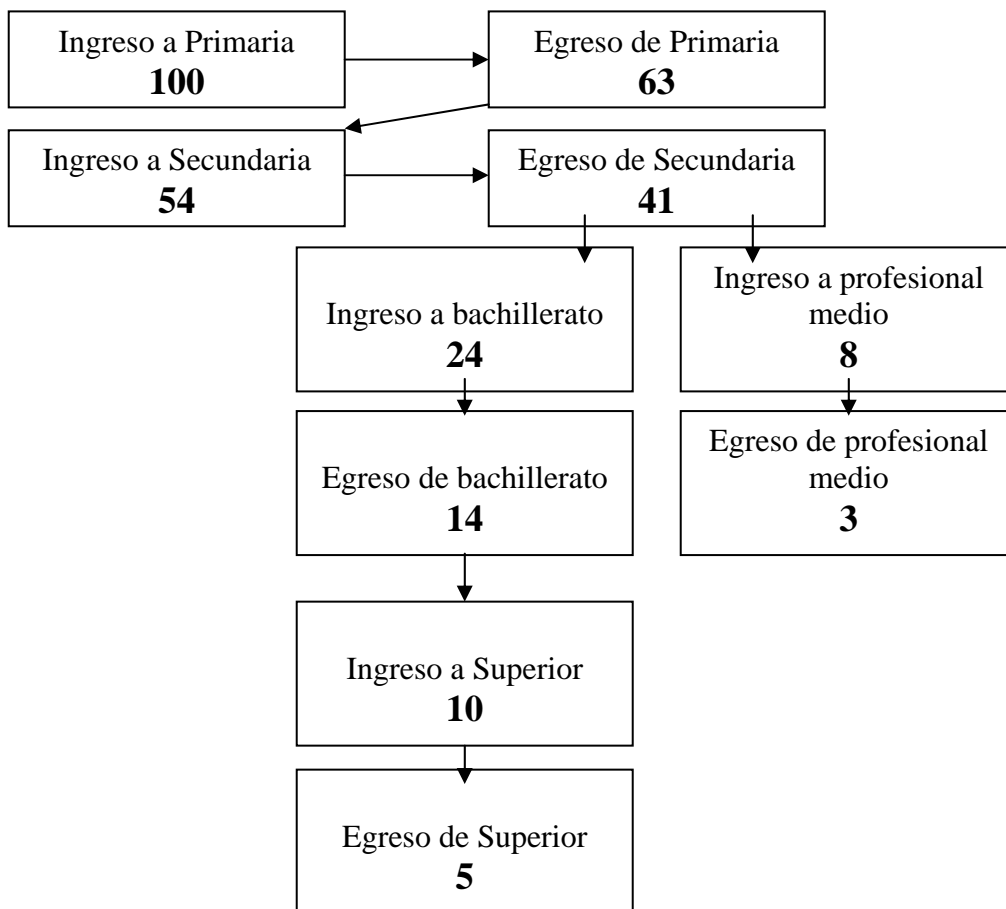 Ingreso a Primaria
100
Egreso de Primaria
63
Ingreso a Secundaria
54
Egreso de Secundaria
41
Ingreso a bachillerato
24
Ingreso a profesional
medio
8
Egreso de bachillerato
14
Egreso de profesional
medio
3
Ingreso a Superior
10
Egreso de Superior
5